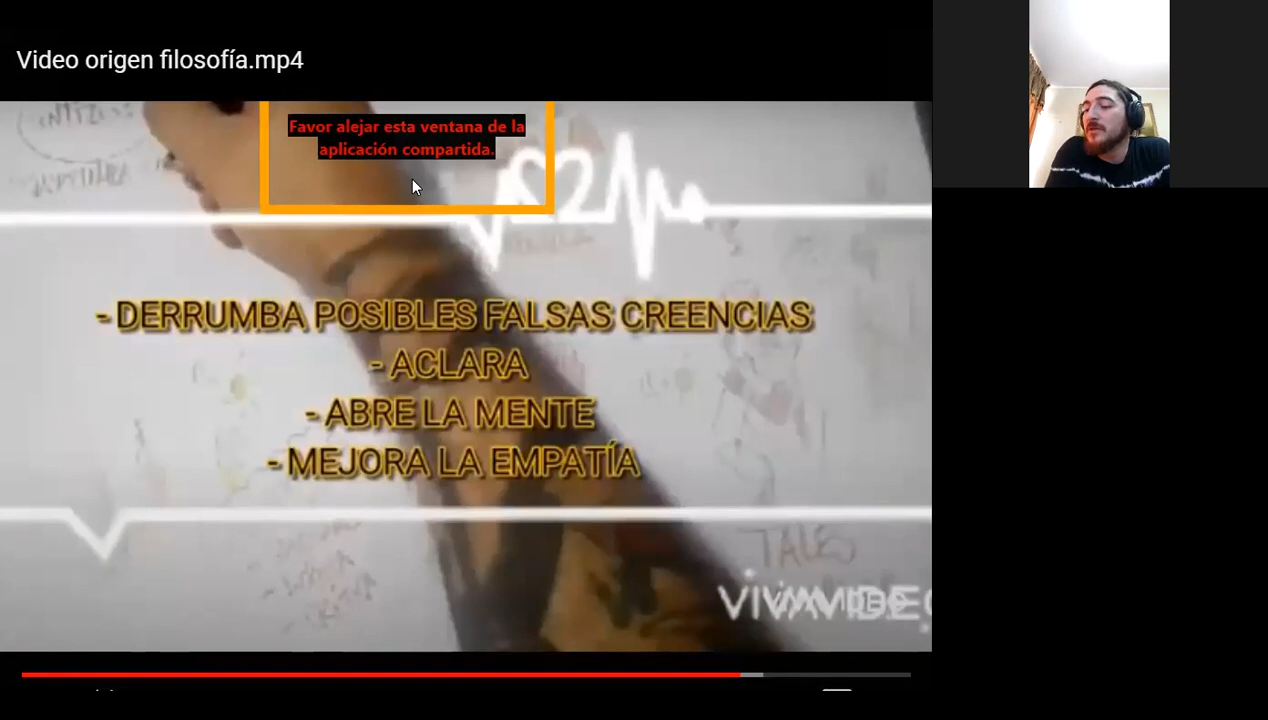 Video origen filosofía.mp4
Favor alejar esta ventana de la
aplicación compartida.
- DERRUMBA POSIBLES FALSAS CREENCIAS
- ACLARA
- ABRE LA MENTE
- MEJORA LA EMPATÍA
TALES